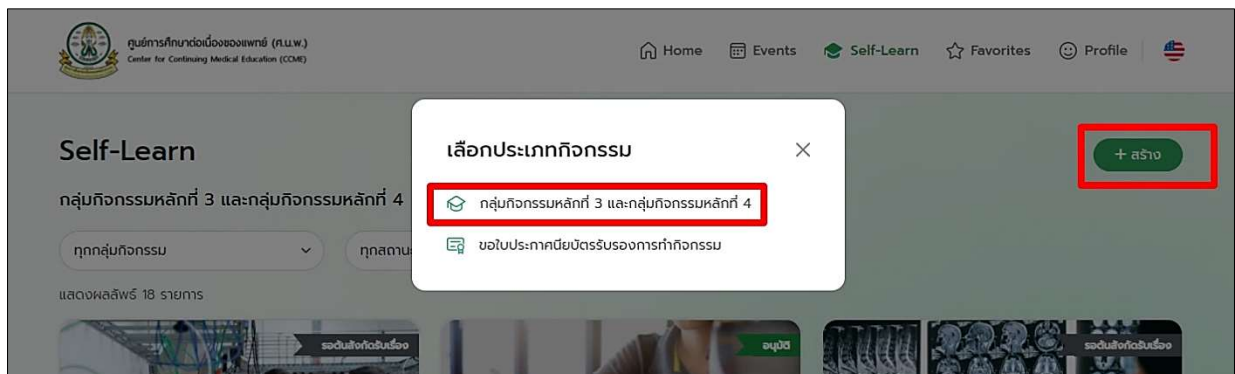 ศูนย์การศึกษาต่อเนื่องของแพทย์ (ศ.น.พ.)
Center for Continuing Medical Education (CCME)
Home
Events
Self-Learn
Favorites
Profile
Self-Learn
+ สร้าง
เลือกประเภทกิจกรรม
กลุ่มกิจกรรมหลักที่ 3 และกลุ่มกิจกรรมหลักที่ 4
กลุ่มกิจกรรมหลักที่ 3 และกลุ่มกิจกรรมหลักที่ 4
ขอใบประกาศนียบัตรรับรองการทำกิจกรรม
ทุกกลุ่มกิจกรรม
ทุกสถานะ
แสดงผลลัพธ์ 18 รายการ
รอต้นสังกัดรับเรื่อง
อนุมัติ
รอต้นสังกัดรับเรื่อง